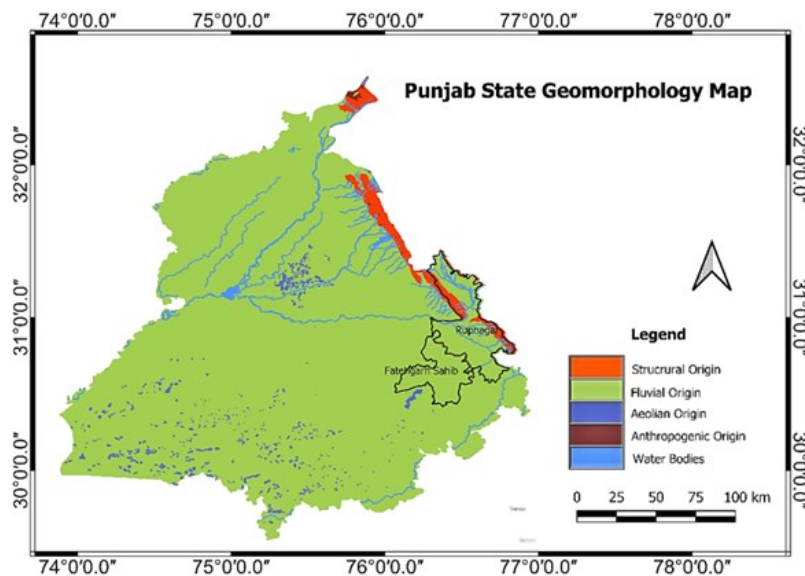 74°0'0.0" 75°0'0.0" 76°0'0.0" 77°0'0.0" 78°0'0.0"
Punjab State Geomorphology Map
32°0'0.0" 32°0'0.0"
31°0'0.0" 31°0'0.0"
30°0'0.0" 30°0'0.0"
Rupnagar
Fatehgarh Sahib
Legend
Strucrural Origin
Fluvial Origin
Aeolian Origin
Anthropogenic Origin
Water Bodies
0 25 50 75 100 km
74°0'0.0" 75°0'0.0" 76°0'0.0" 77°0'0.0" 78°0'0.0"